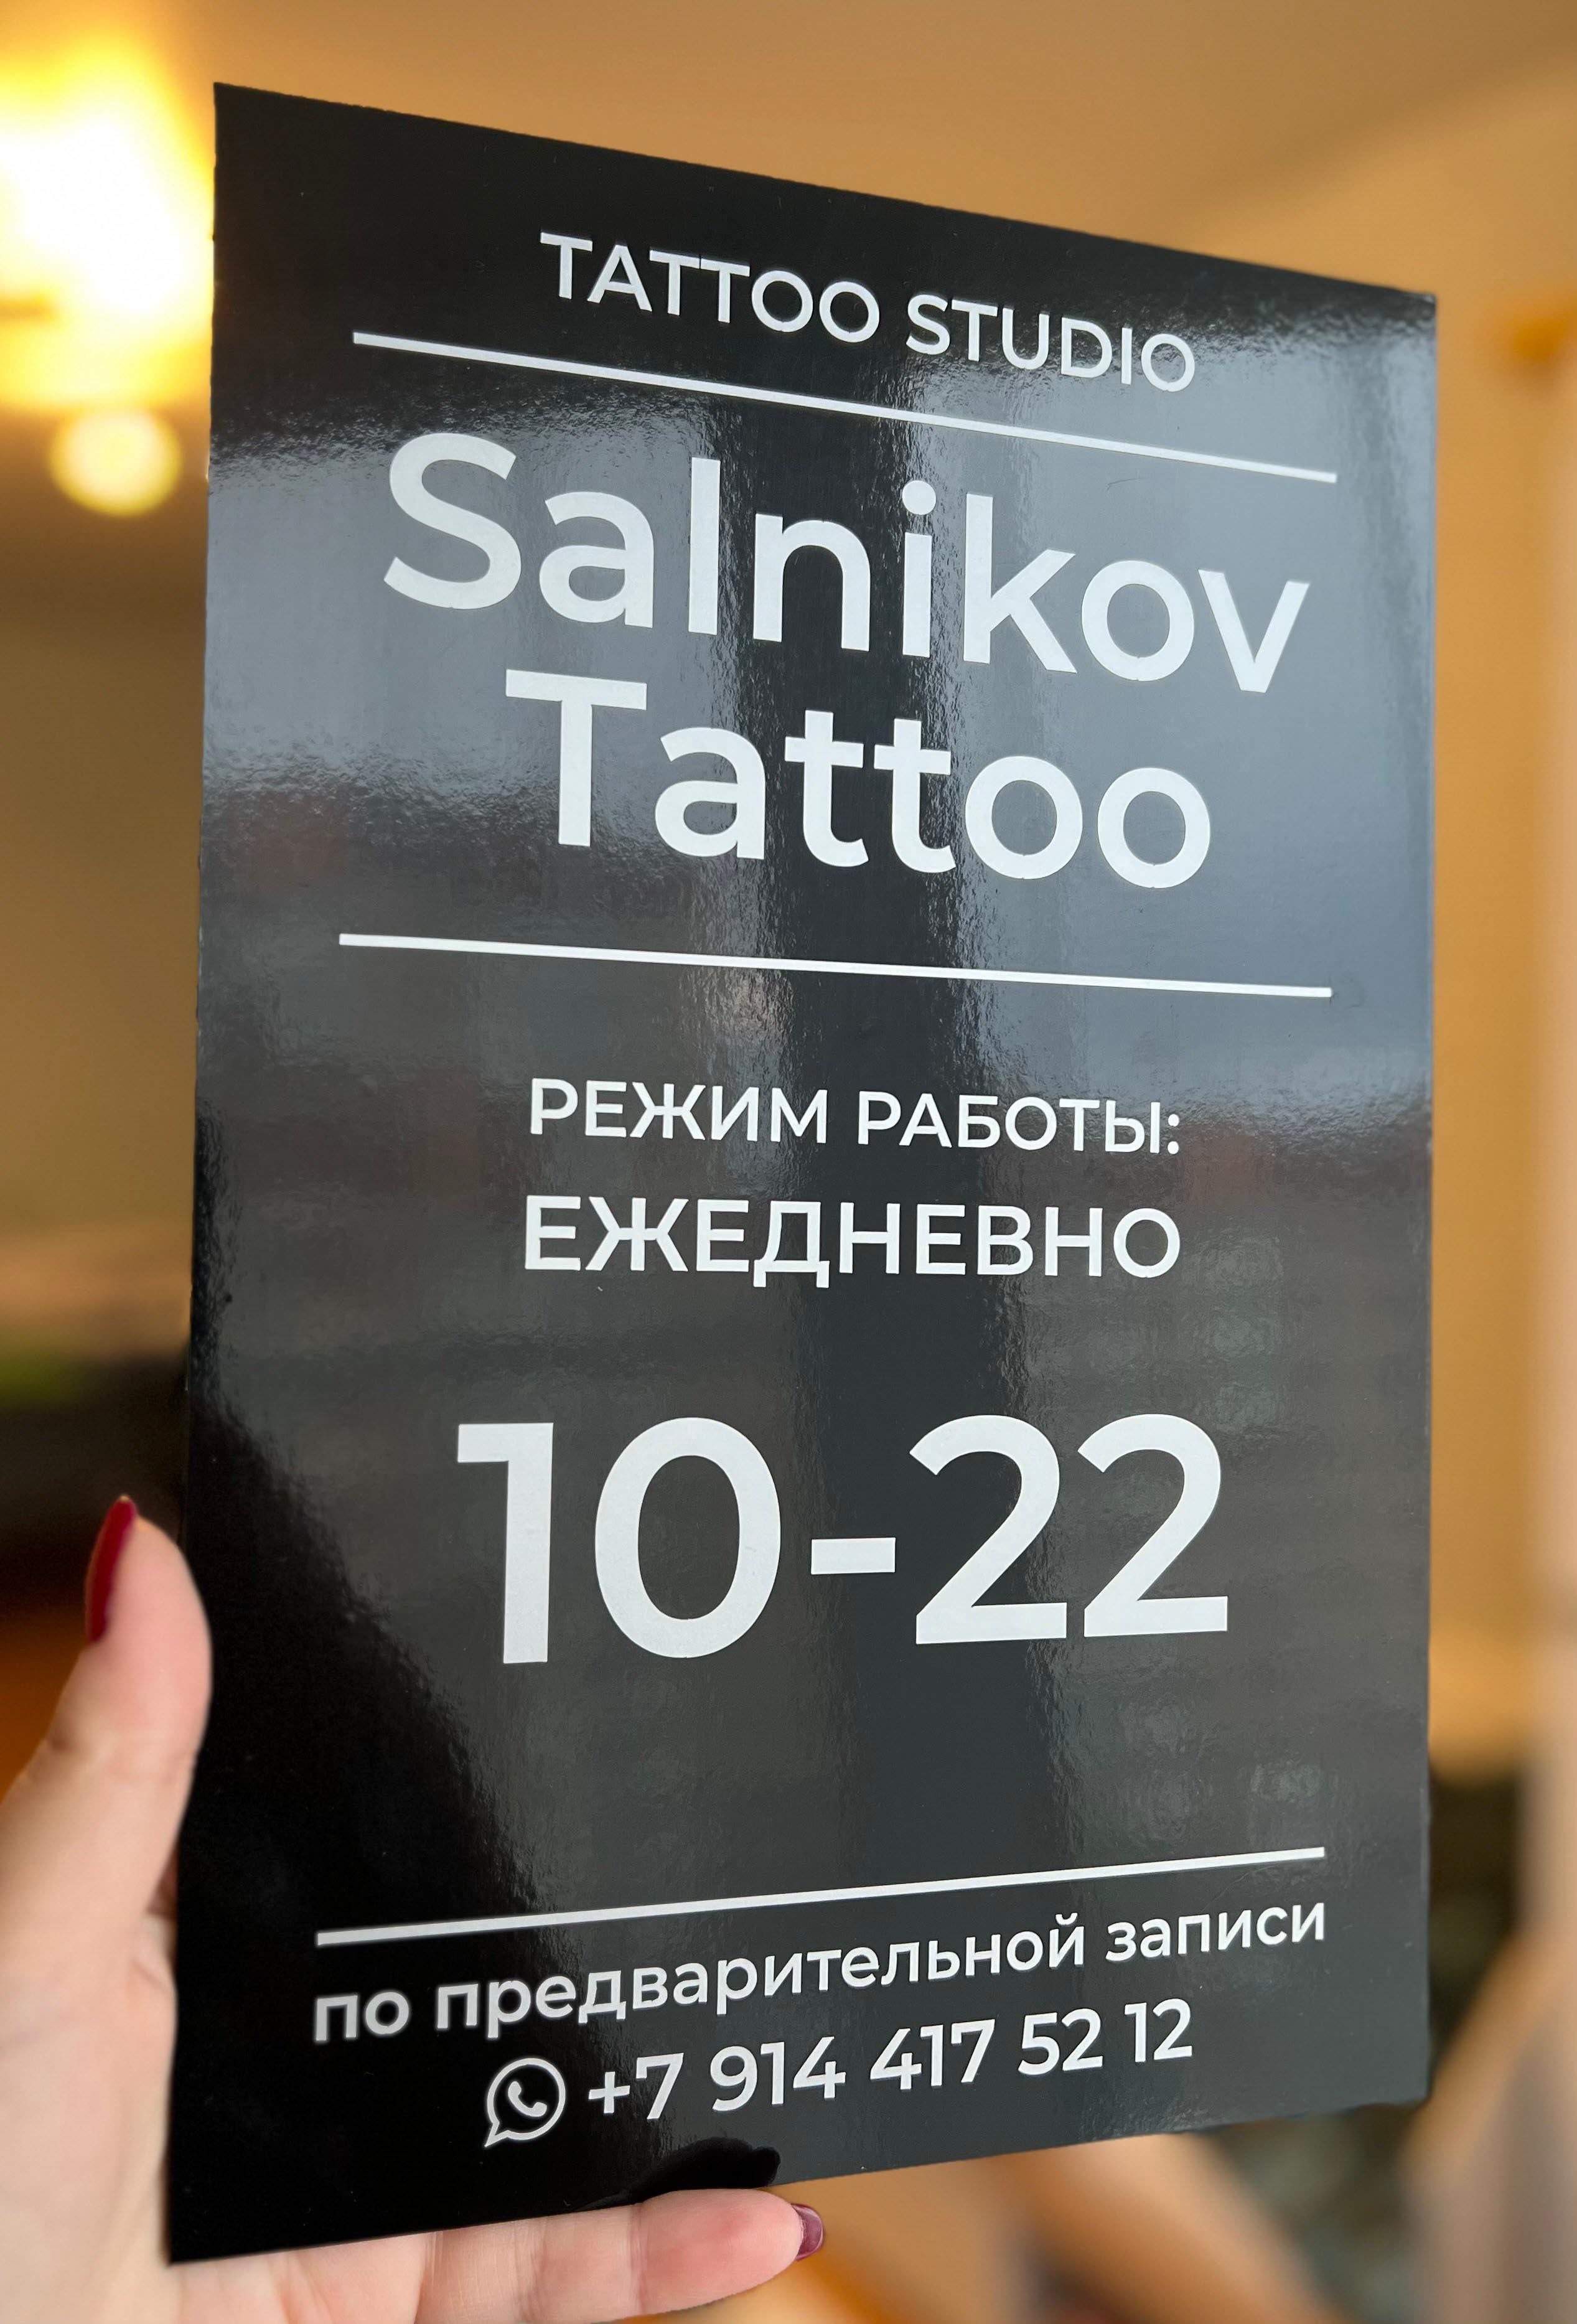 TATTOO STUDIO
Salnikov
Tattoo
РЕЖИМ РАБОТЫ:
ЕЖЕДНЕВНО
10-22
по предварительной записи
+7 914 417 52 12